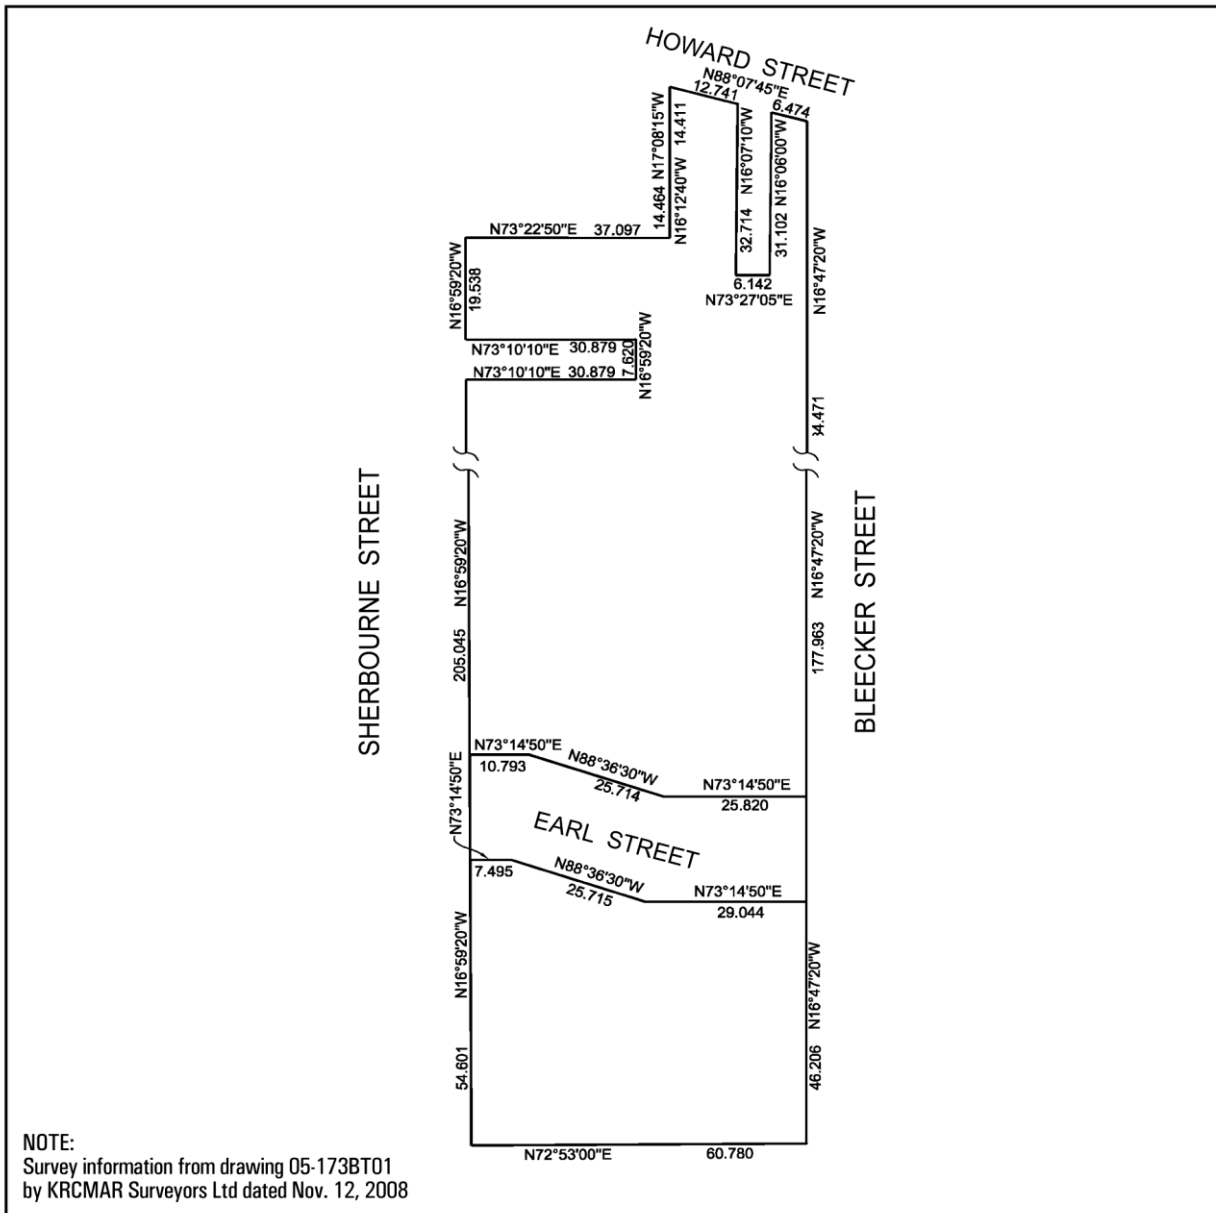 HOWARD STREET
N88°07'45"E
12.741
6.474
N17°08'15"W
14.464
14.411
N16°12'40"W
N16°07'10"W
32.714
N16°06'00"W
31.102
N73°22'50"E 37.097
N16°59'20"W
19.538
6.142
N73°27'05"E
N16°47'20"W
N73°10'10"E 30.879
7.620
N16°59'20"W
N73°10'10"E 30.879
SHERBOURNE STREET
BLEECKER STREET
N16°59'20"W
205.045
N16°47'20"W
177.963
N73°14'50"E
10.793
N88°36'30"W
25.714
N73°14'50"E
25.820
N73°14'50"E
EARL STREET
7.495
N88°36'30"W
25.715
N73°14'50"E
29.044
N16°59'20"W
54.601
N16°47'20"W
46.206
N72°53'00"E 60.780
NOTE:
Survey information from drawing 05-173BT01
by KRCMAR Surveyors Ltd dated Nov. 12, 2008